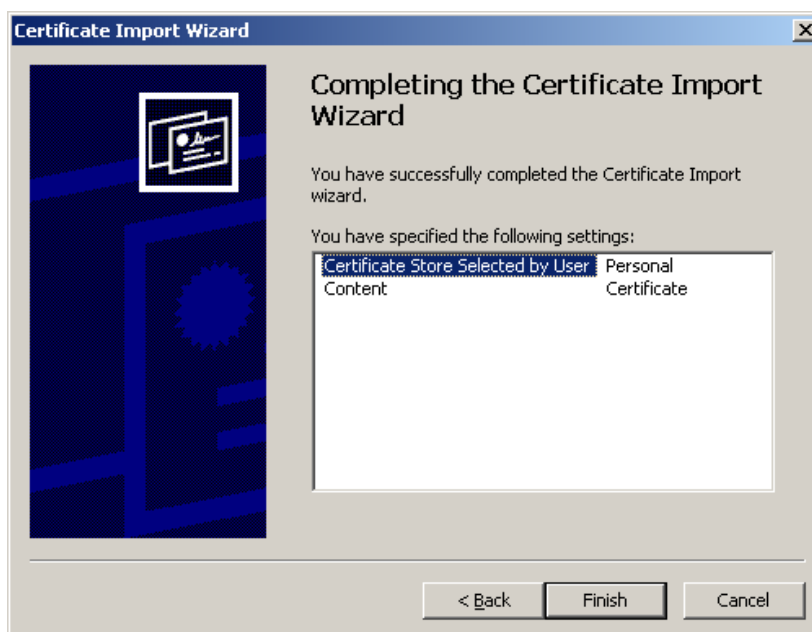 Certificate Import Wizard
Completing the Certificate Import
Wizard
You have successfully completed the Certificate Import
wizard.
You have specified the following settings:
Certificate Store Selected by User Personal
Content Certificate
< Back Finish Cancel